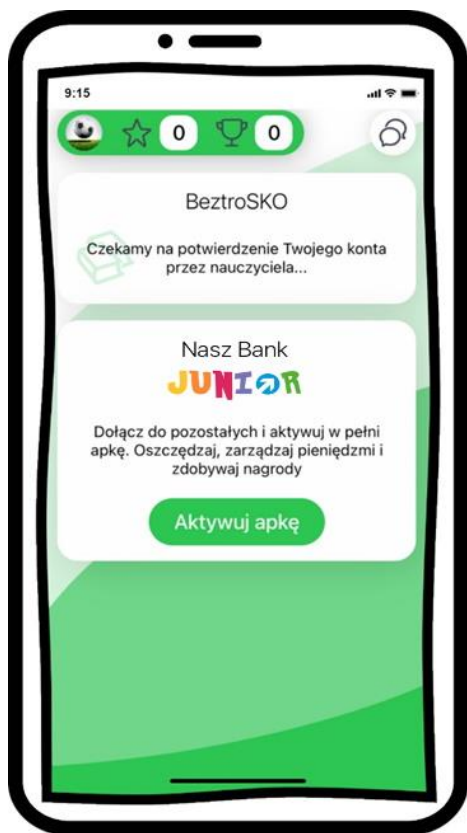 9:15
0 0
BeztroSKO
Czekamy na potwierdzenie Twojego konta
przez nauczyciela...
Nasz Bank
JUNIOR
Dołącz do pozostałych i aktywuj w pełni
apkę. Oszczędzaj, zarządzaj pieniędzmi i
zdobywaj nagrody
Aktywuj apkę